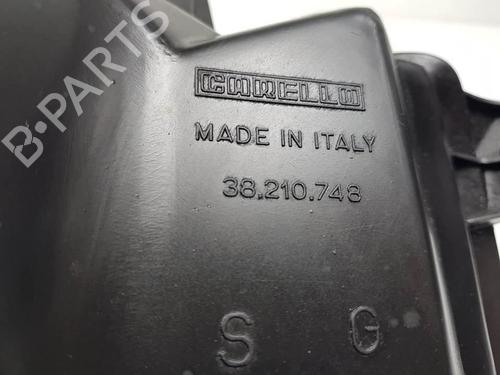 CARELLO
MADE IN ITALY
38.210.748
S G
B-PARTS